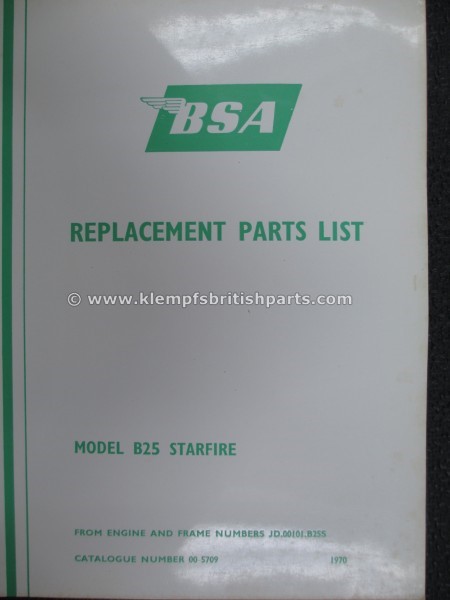 BSA
REPLACEMENT PARTS LIST
© www.klempfsbritishparts.com
MODEL B25 STARFIRE
FROM ENGINE AND FRAME NUMBERS JD.00101.B25S
CATALOGUE NUMBER 00-5709 1970